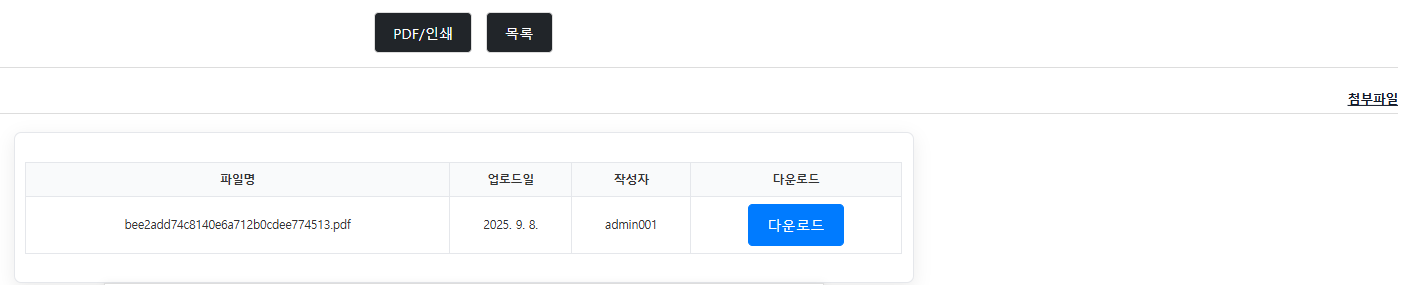 PDF/인쇄 목록
첨부파일
파일명 업로드일 작성자 다운로드
bee2add74c8140e6a712b0cdee774513.pdf 2025. 9. 8. admin001 다운로드